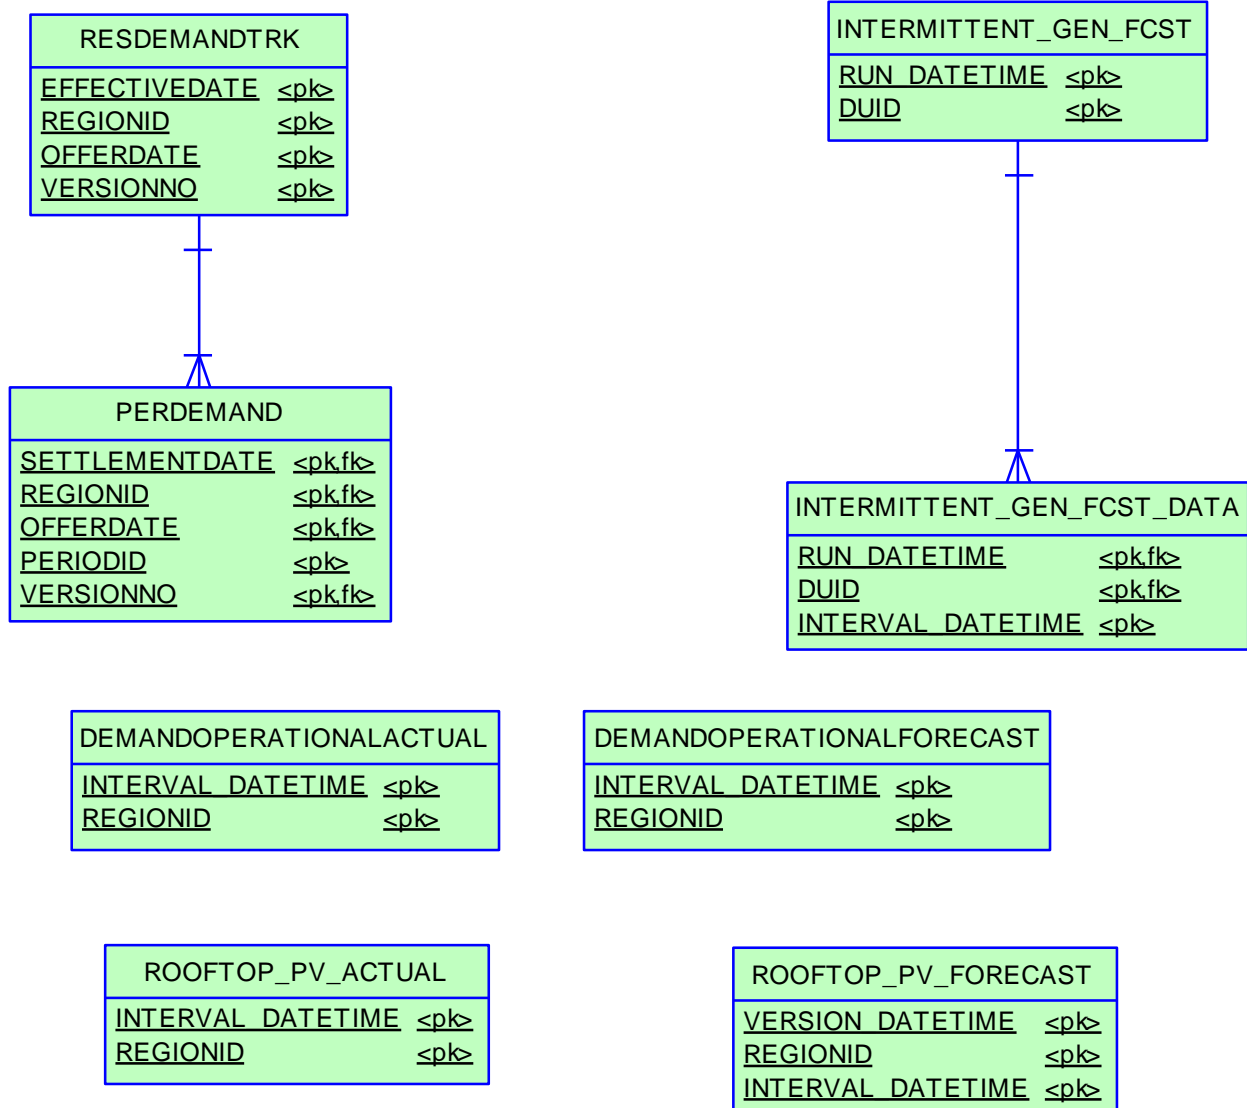 RESDEMANDTRK
EFFECTIVEDATE <pk>
REGIONID <pk>
OFFERDATE <pk>
VERSIONNO <pk>
INTERMITTENT_GEN_FCST
RUN_DATETIME <pk>
DUID <pk>
PERDEMAND
SETTLEMENTDATE <pk,fk>
REGIONID <pk,fk>
OFFERDATE <pk,fk>
PERIODID <pk>
VERSIONNO <pk,fk>
INTERMITTENT_GEN_FCST_DATA
RUN_DATETIME <pk,fk>
DUID <pk,fk>
INTERVAL_DATETIME <pk>
DEMANDOPERATIONALACTUAL
INTERVAL_DATETIME <pk>
REGIONID <pk>
DEMANDOPERATIONALFORECAST
INTERVAL_DATETIME <pk>
REGIONID <pk>
ROOFTOP_PV_ACTUAL
INTERVAL_DATETIME <pk>
REGIONID <pk>
ROOFTOP_PV_FORECAST
VERSION_DATETIME <pk>
REGIONID <pk>
INTERVAL_DATETIME <pk>